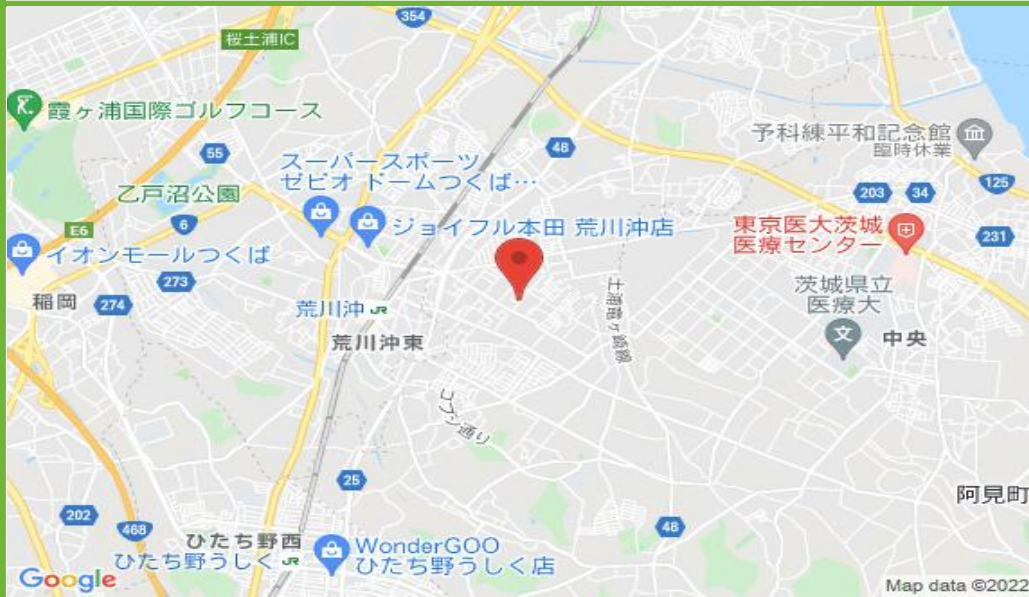 354
桜土浦IC
霞ヶ浦国際ゴルフコース
予科練平和記念館
臨時休業
48
55
スーパースポーツ
ゼビオ ドームつくば…
乙戸沼公園
125
203
34
6
ジョイフル本田 荒川沖店
東京医大茨城
医療センター
231
E6
イオンモールつくば
273
稲岡
274
荒川沖
JR
土浦竜ヶ崎線
茨城県立
医療大
荒川沖東
中央
コブシ通り
25
阿見町
202
468
48
ひたち野西
ひたち野うしく
JR
WonderGOO
ひたち野うしく店
Google
Map data ©2022